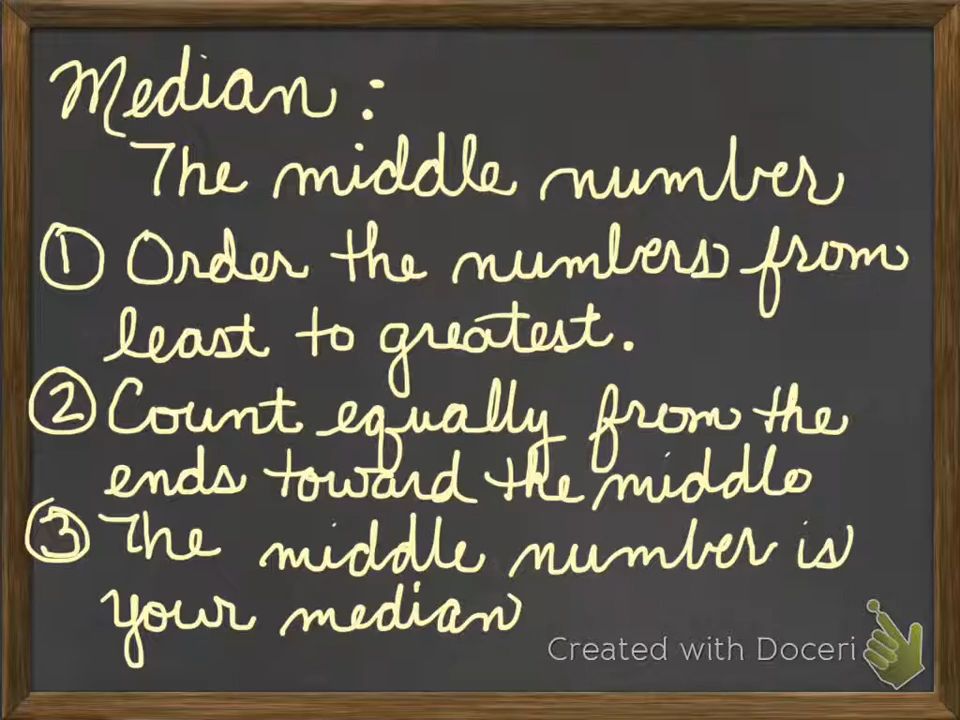 Median:
The middle number
① Order the numbers from
least to greatest.
② Count equally from the
ends toward the middle
③ The middle number is
your median
Created with Doceri